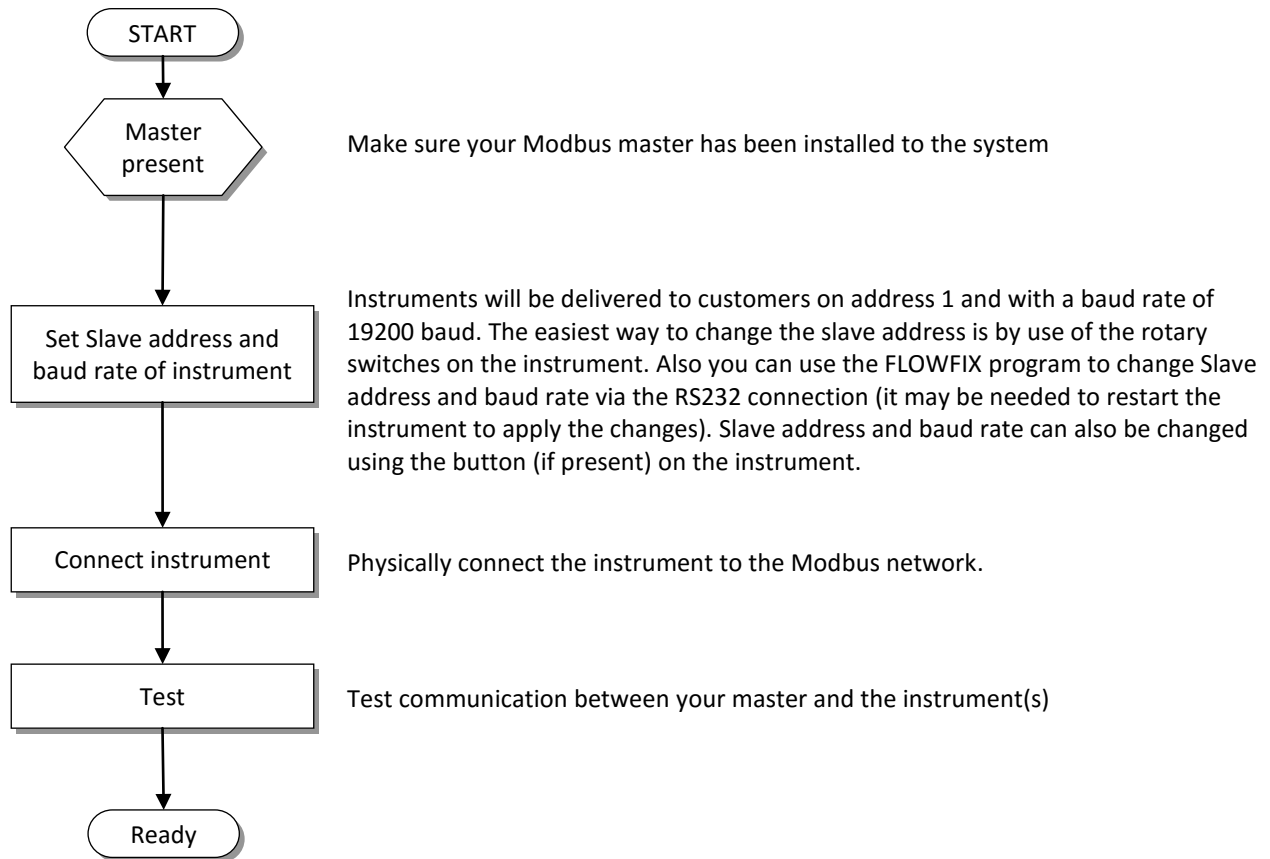 START
Master
present
Make sure your Modbus master has been installed to the system
Set Slave address and
baud rate of instrument
Instruments will be delivered to customers on address 1 and with a baud rate of
19200 baud. The easiest way to change the slave address is by use of the rotary
switches on the instrument. Also you can use the FLOWFIX program to change Slave
address and baud rate via the RS232 connection (it may be needed to restart the
instrument to apply the changes). Slave address and baud rate can also be changed
using the button (if present) on the instrument.
Connect instrument
Physically connect the instrument to the Modbus network.
Test
Test communication between your master and the instrument(s)
Ready